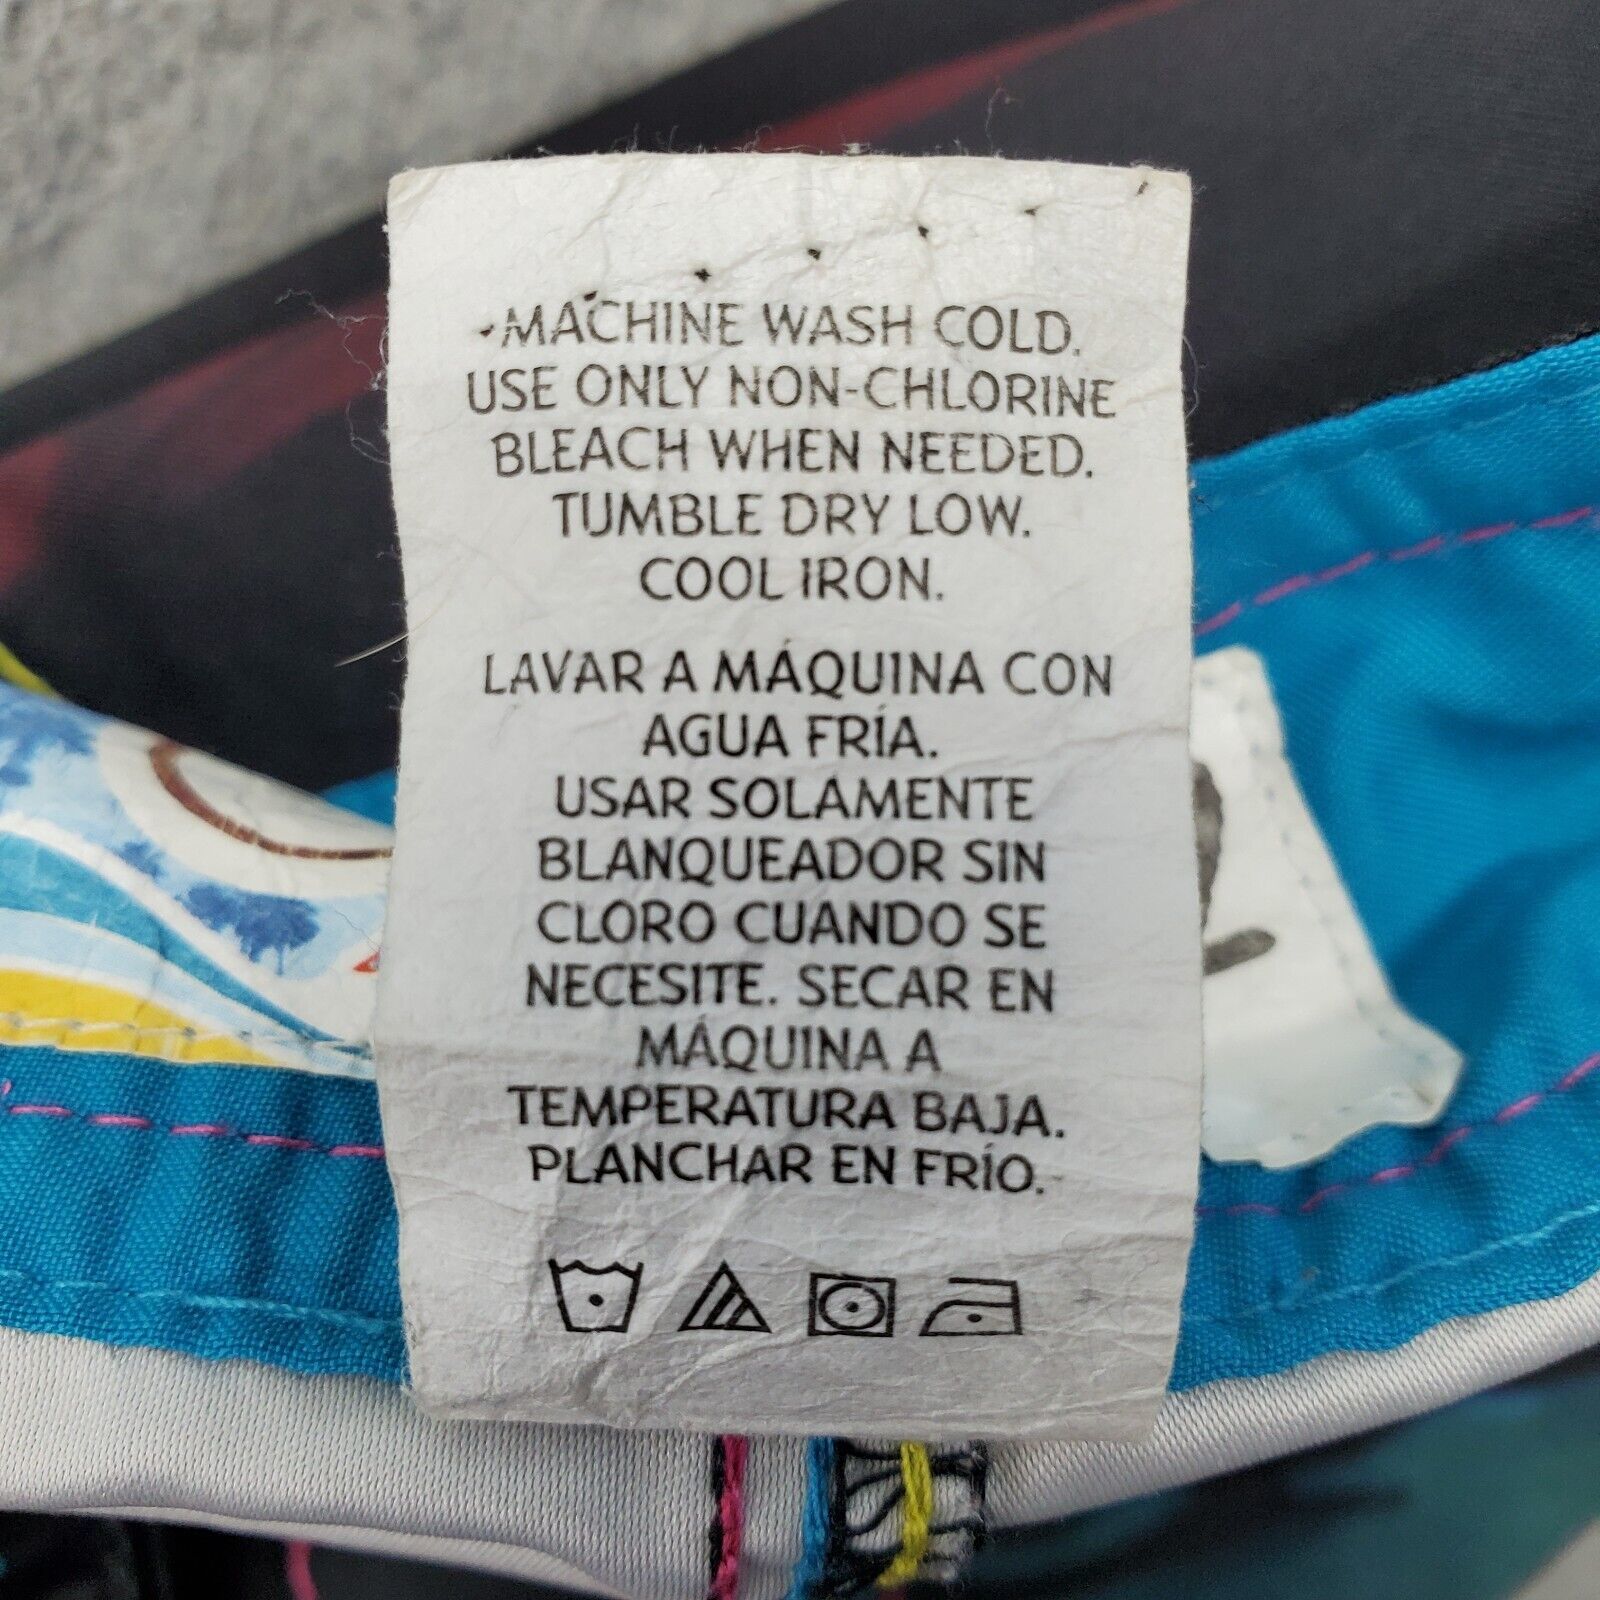 MACHINE WASH COLD.
USE ONLY NON-CHLORINE
BLEACH WHEN NEEDED.
TUMBLE DRY LOW.
COOL IRON.
LAVAR A MÁQUINA CON
AGUA FRÍA.
USAR SOLAMENTE
BLANQUEADOR SIN
CLORO CUANDO SE
NECESITE. SECAR EN
MÁQUINA A
TEMPERATURA BAJA.
PLANCHAR EN FRÍO.